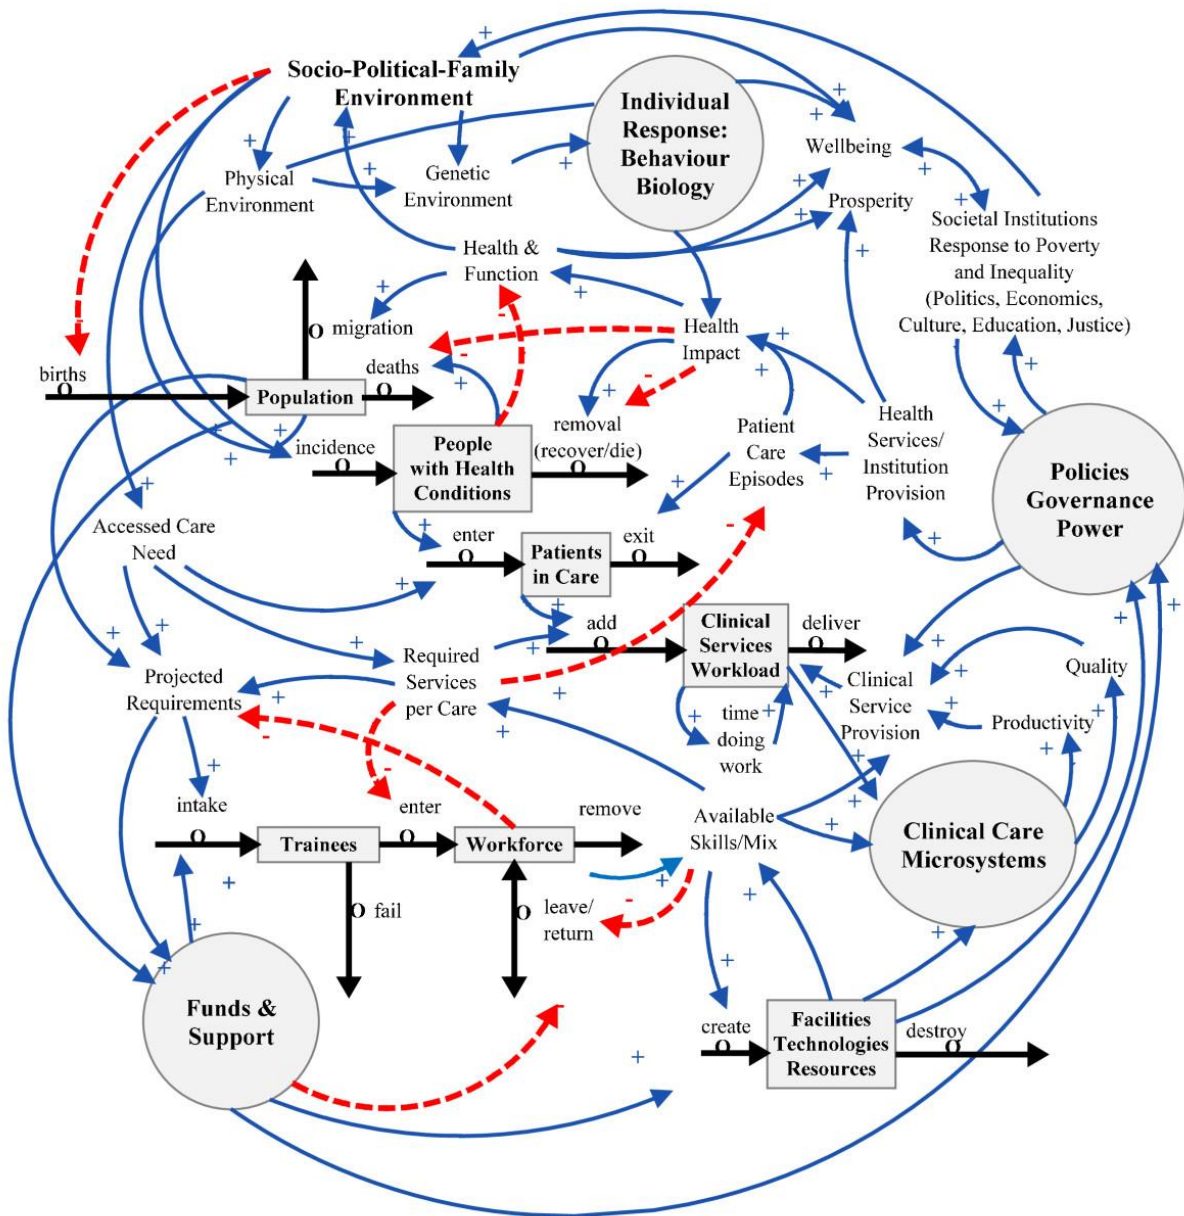 Socio-Political-Family
Environment
Individual
Response:
Behaviour
Biology
Wellbeing
Physical
Environment
Genetic
Environment
Prosperity
Societal Institutions
Response to Poverty
and Inequality
(Politics, Economics,
Culture, Education, Justice)
Health &
Function
migration
Health
Impact
births
deaths
Population
incidence
People
with Health
Conditions
removal
(recover/die)
Patient
Care
Episodes
Health
Services/
Institution
Provision
Policies
Governance
Power
Accessed Care
Need
enter
Patients
in Care
exit
add
Clinical
Services
Workload
deliver
Projected
Requirements
Required
Services
per Care
time
doing
work
Clinical
Service
Provision
Quality
Productivity
intake
Trainees
enter
Workforce
remove
Available
Skills/Mix
Clinical Care
Microsystems
fail
leave/
return
Funds &
Support
create
Facilities
Technologies
Resources
destroy